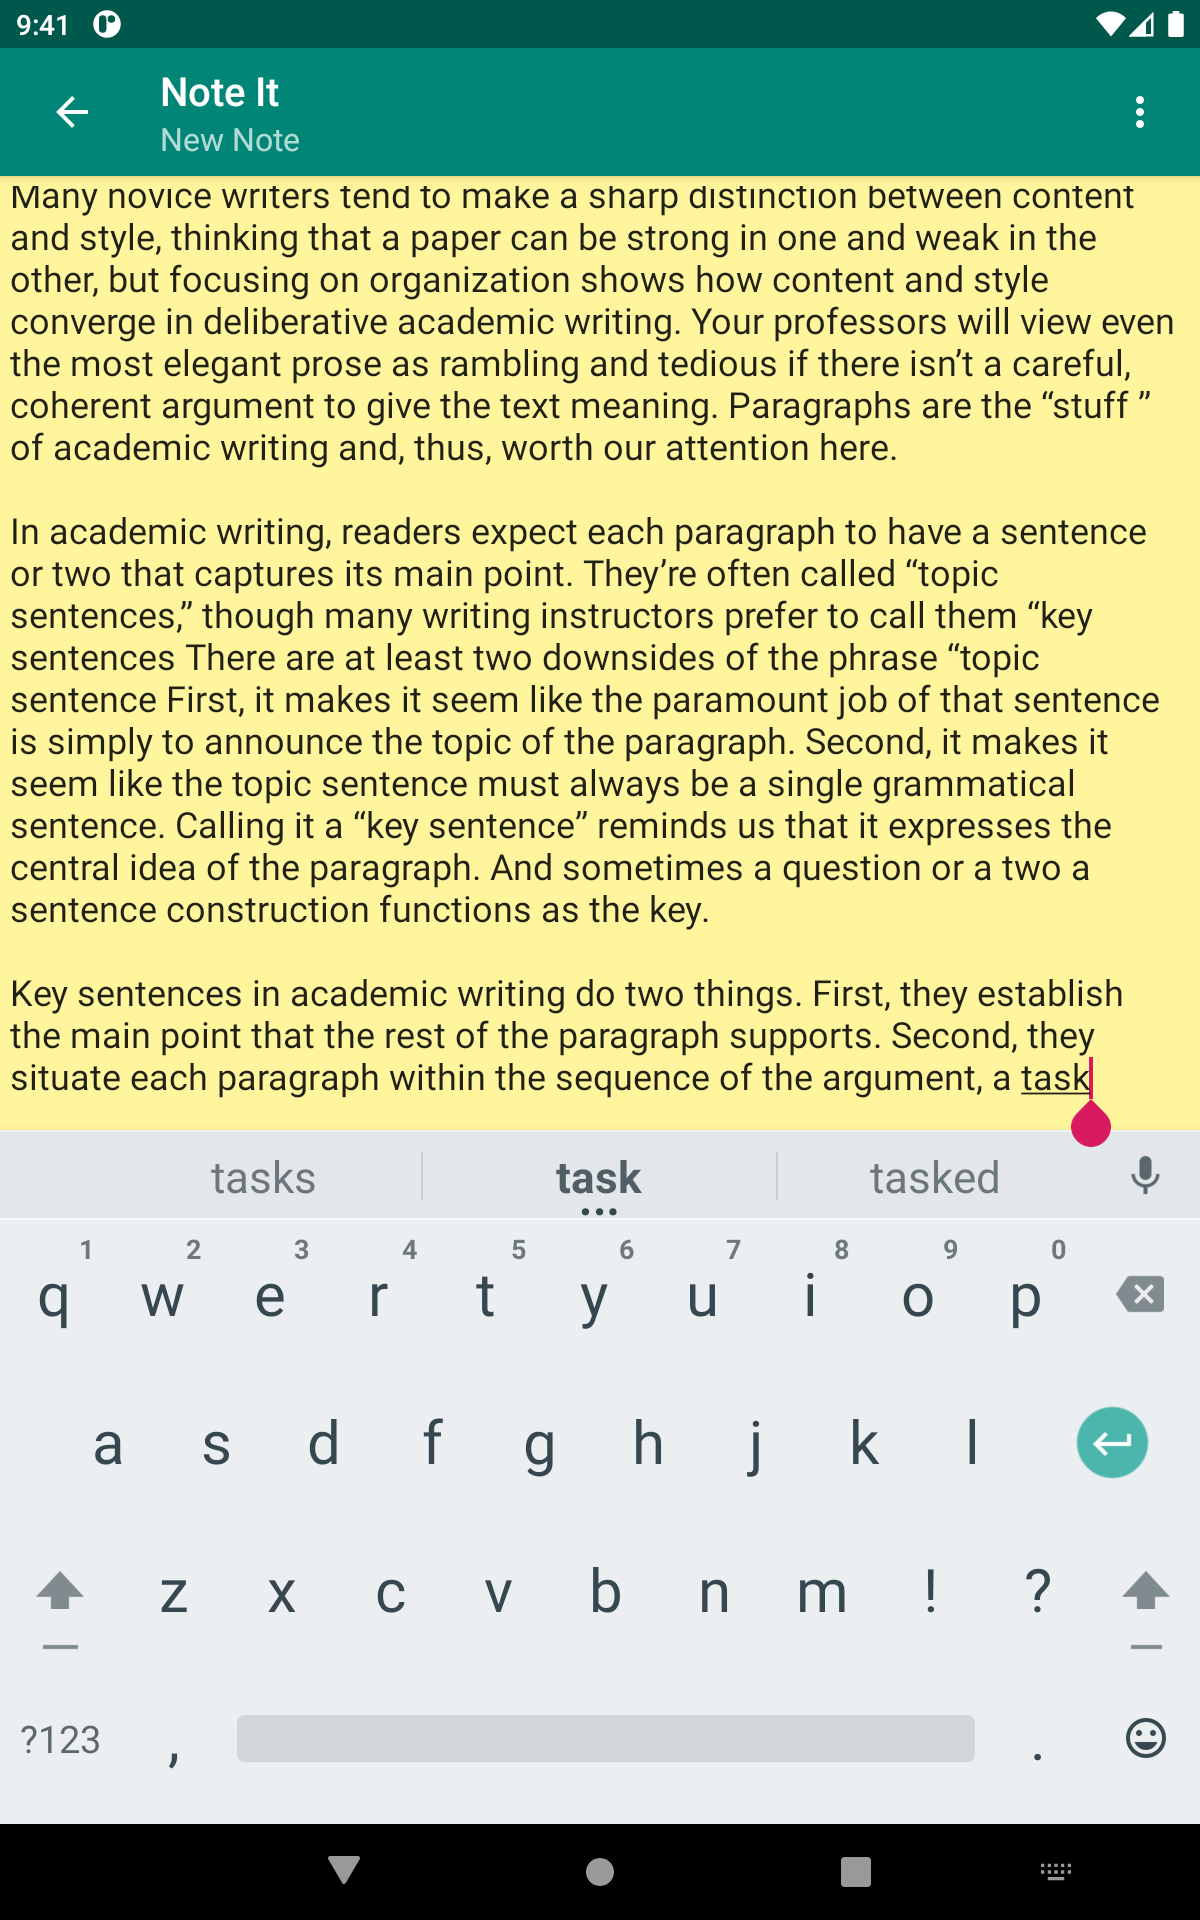 9:41
Note It
New Note
Many novice writers tend to make a sharp distinction between content
and style, thinking that a paper can be strong in one and weak in the
other, but focusing on organization shows how content and style
converge in deliberative academic writing. Your professors will view even
the most elegant prose as rambling and tedious if there isn’t a careful,
coherent argument to give the text meaning. Paragraphs are the “stuff ”
of academic writing and, thus, worth our attention here.
In academic writing, readers expect each paragraph to have a sentence
or two that captures its main point. They’re often called “topic
sentences,” though many writing instructors prefer to call them “key
sentences There are at least two downsides of the phrase “topic
sentence First, it makes it seem like the paramount job of that sentence
is simply to announce the topic of the paragraph. Second, it makes it
seem like the topic sentence must always be a single grammatical
sentence. Calling it a “key sentence” reminds us that it expresses the
central idea of the paragraph. And sometimes a question or a two a
sentence construction functions as the key.
Key sentences in academic writing do two things. First, they establish
the main point that the rest of the paragraph supports. Second, they
situate each paragraph within the sequence of the argument, a task
tasks task tasked
1 2 3 4 5 6 7 8 9 0
q w e r t y u i o p
a s d f g h j k l
z x c v b n m ! ?
?123 , .